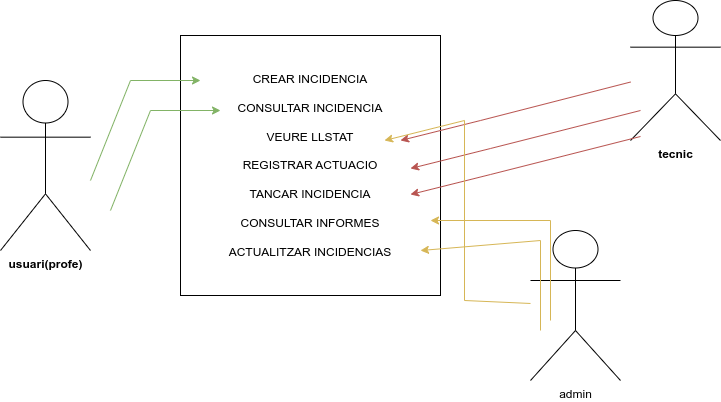 CREAR INCIDENCIA
CONSULTAR INCIDENCIA
VEURE LLSTAT
REGISTRAR ACTUACIO
TANCAR INCIDENCIA
CONSULTAR INFORMES
ACTUALITZAR INCIDENCIAS
tecnic
usuari(profe)
admin